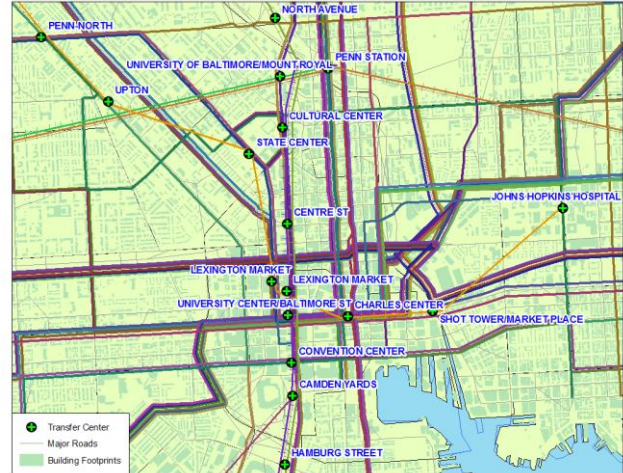 NORTH AVENUE
PENN-NORTH
PENN STATION
UNIVERSITY OF BALTIMORE/MOUNT ROYAL
UPTON
CULTURAL CENTER
STATE CENTER
JOHNS HOPKINS HOSPITAL
CENTRE ST
LEXINGTON MARKET
LEXINGTON MARKET
UNIVERSITY CENTER/BALTIMORE ST
CHARLES CENTER
SHOT TOWER/MARKET PLACE
CONVENTION CENTER
CAMDEN YARDS
HAMBURG STREET
Transfer Center
Major Roads
Building Footprints